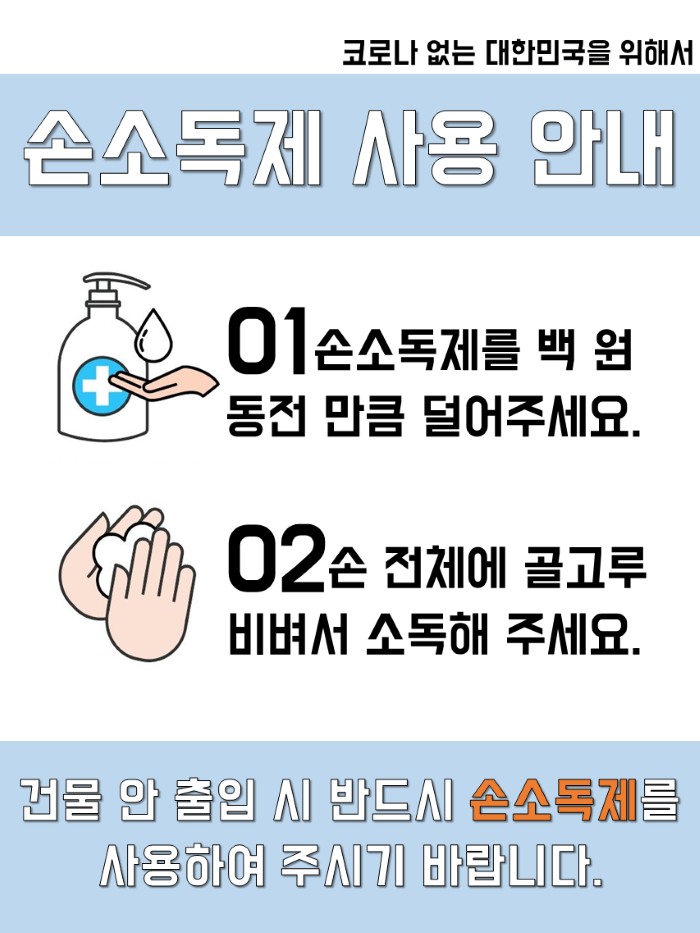 코로나 없는 대한민국을 위해서
손소독제 사용 안내
01손소독제를 백 원
동전 만큼 덜어주세요.
02손 전체에 골고루
비벼서 소독해 주세요.
건물 안 출입 시 반드시 손소독제를
사용하여 주시기 바랍니다.